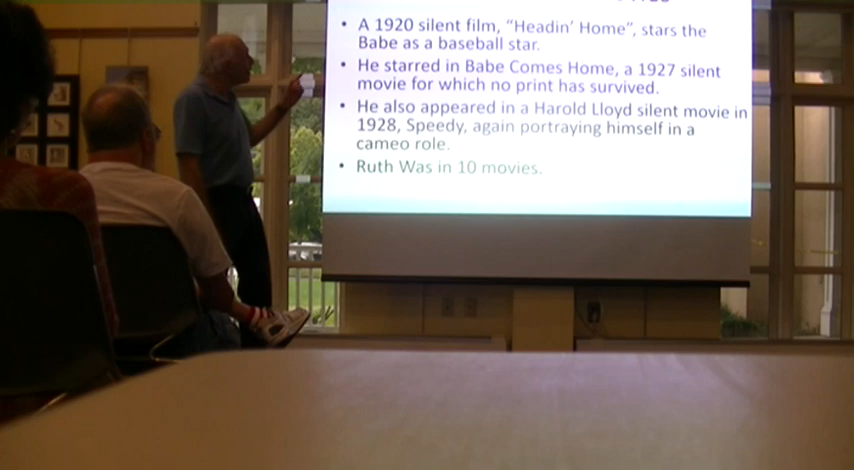 • A 1920 silent film, "Headin' Home", stars the
Babe as a baseball star.
• He starred in Babe Comes Home, a 1927 silent
movie for which no print has survived.
• He also appeared in a Harold Lloyd silent movie in
1928, Speedy, again portraying himself in a
cameo role.
• Ruth Was in 10 movies.